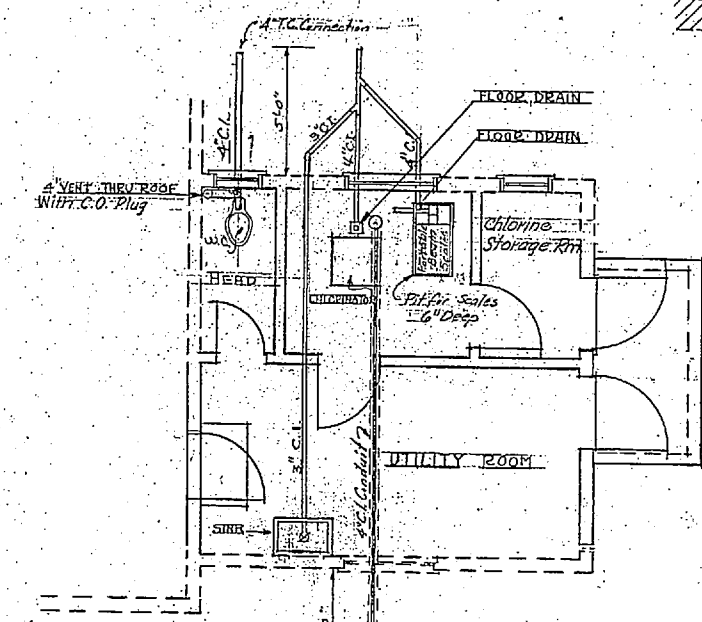 4" T.C. Connection
5'-0"
4" C.I.
3" C.I.
4" C.I.
4" C.I.
FLOOR DRAIN
FLOOR DRAIN
4" VENT THRU ROOF
With C.O. Plug
W.C.
HEAD
CHLORINATOR
Portable
Beam
Scales
Pit for Scales
6" Deep
Chlorine
Storage Rm
3" C.I.
4" C.I. Conduit
UTILITY ROOM
SINK